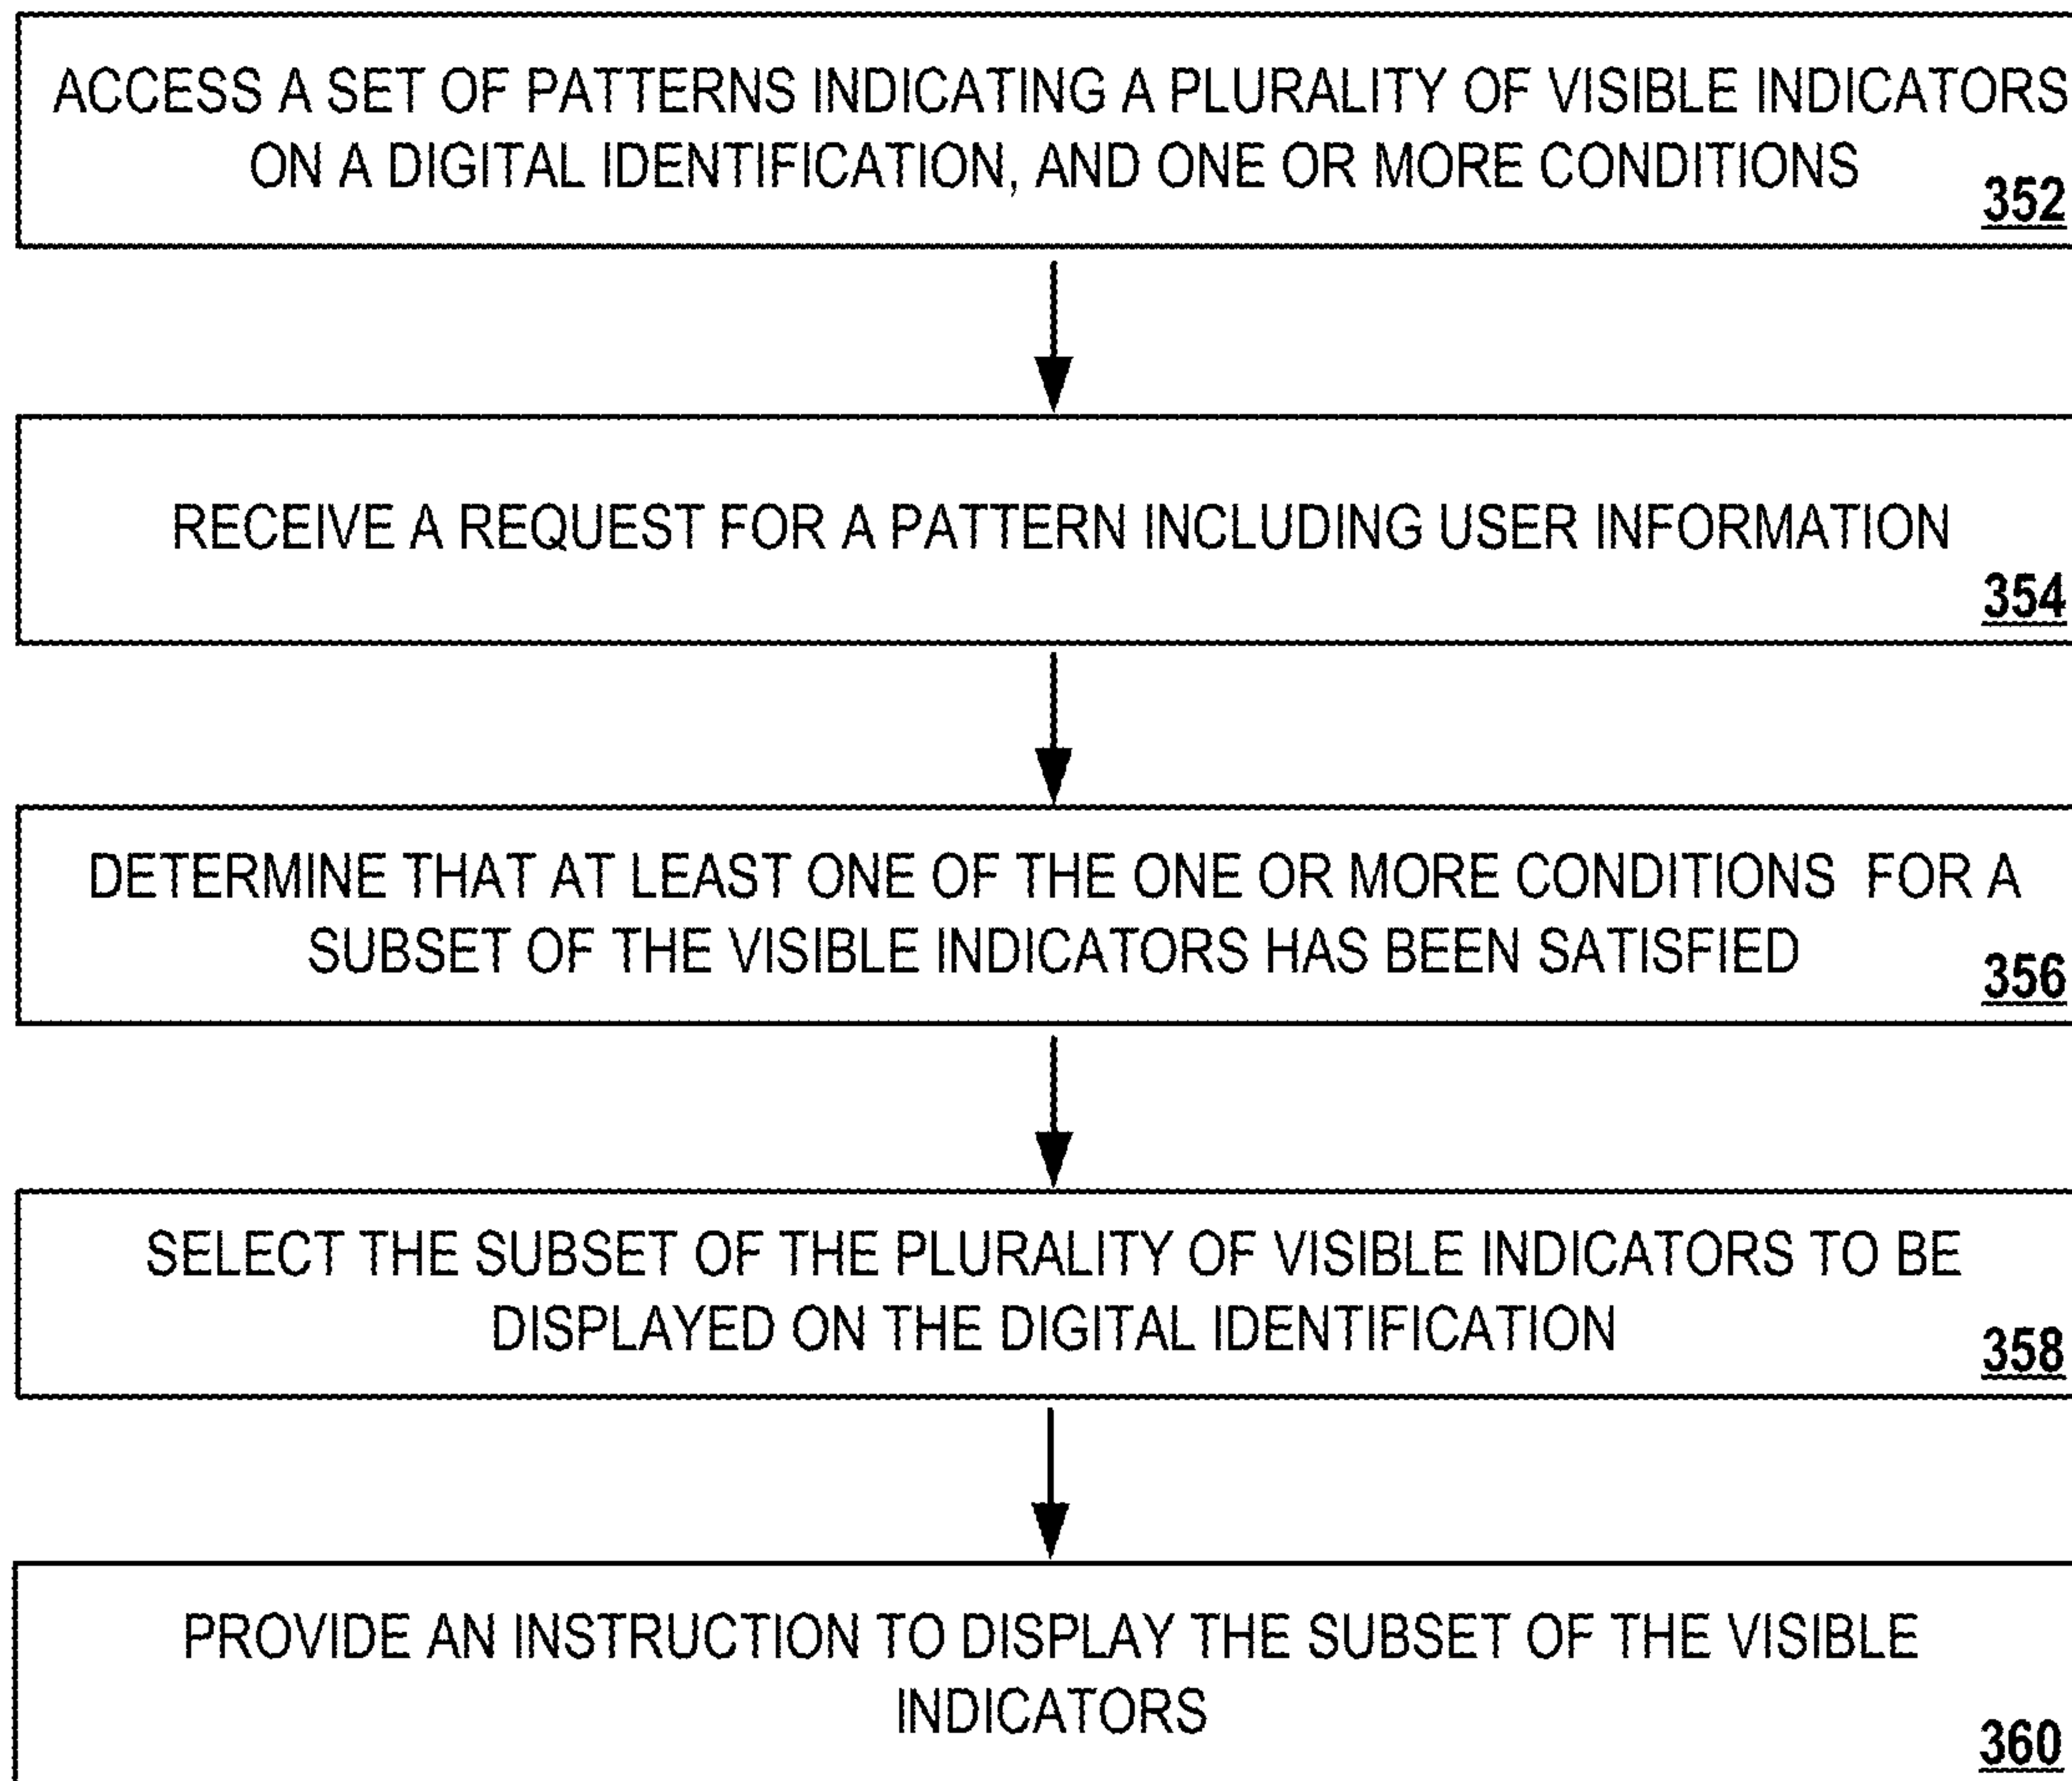 ACCESS A SET OF PATTERNS INDICATING A PLURALITY OF VISIBLE INDICATORS
ON A DIGITAL IDENTIFICATION, AND ONE OR MORE CONDITIONS
352
RECEIVE A REQUEST FOR A PATTERN INCLUDING USER INFORMATION
354
DETERMINE THAT AT LEAST ONE OF THE ONE OR MORE CONDITIONS FOR A
SUBSET OF THE VISIBLE INDICATORS HAS BEEN SATISFIED
356
SELECT THE SUBSET OF THE PLURALITY OF VISIBLE INDICATORS TO BE
DISPLAYED ON THE DIGITAL IDENTIFICATION
358
PROVIDE AN INSTRUCTION TO DISPLAY THE SUBSET OF THE VISIBLE
INDICATORS
360